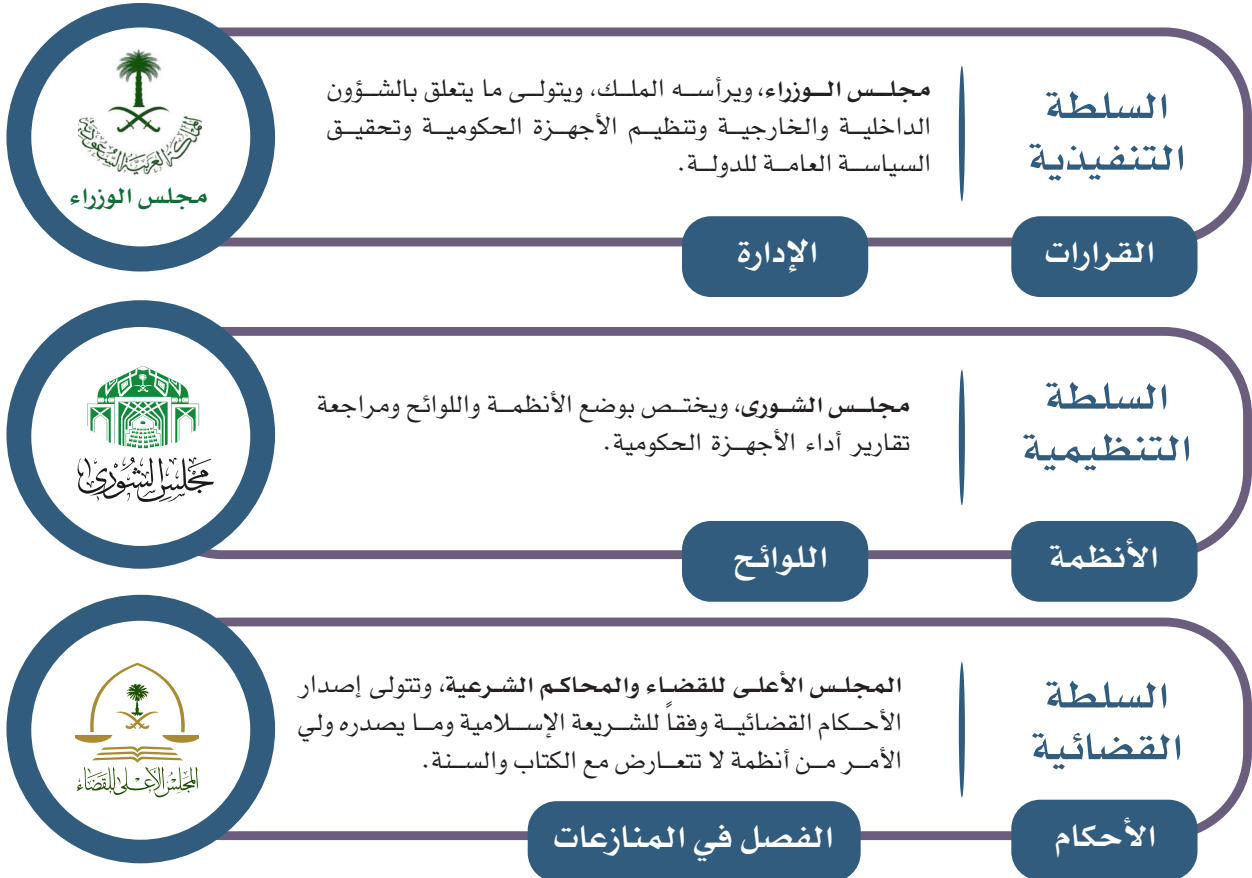 السلطة
التنفيذية
مجلس الوزراء، ويرأسه الملك، ويتولى ما يتعلق بالشؤون
الداخلية والخارجية وتنظيم الأجهزة الحكومية وتحقيق
السياسة العامة للدولة.
المملكة العربية السعودية
مجلس الوزراء
القرارات
الإدارة
السلطة
التنظيمية
مجلس الشورى، ويختص بوضع الأنظمة واللوائح ومراجعة
تقارير أداء الأجهزة الحكومية.
مجلس الشورى
الأنظمة
اللوائح
السلطة
القضائية
المجلس الأعلى للقضاء والمحاكم الشرعية، وتتولى إصدار
الأحكام القضائية وفقاً للشريعة الإسلامية وما يصدره ولي
الأمر من أنظمة لا تتعارض مع الكتاب والسنة.
المجلس الأعلى للقضاء
الأحكام
الفصل في المنازعات